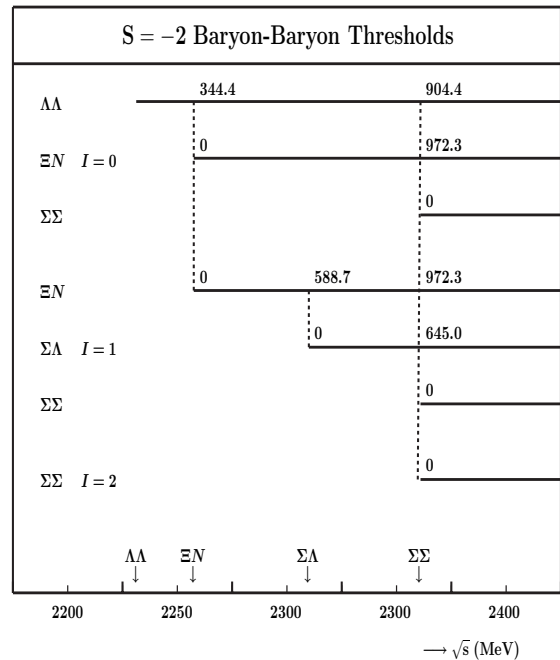 S = −2 Baryon-Baryon Thresholds
344.4 904.4
ΛΛ
0 972.3
ΞN I = 0
0
ΣΣ
0 588.7 972.3
ΞN
0 645.0
ΣΛ I = 1
0
ΣΣ
0
ΣΣ I = 2
ΛΛ ΞN ΣΛ ΣΣ
↓ ↓ ↓ ↓
2200 2250 2300 2300 2400
⟶ √s (MeV)